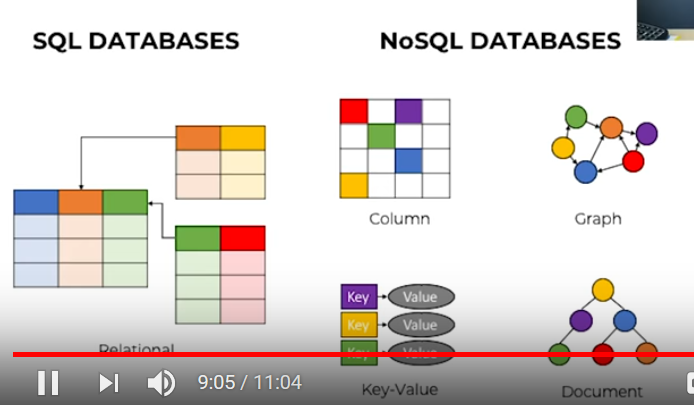 SQL DATABASES
NoSQL DATABASES
Column
Graph
Key Value
Key Value
Key Value
Relational
Key-Value
Document
9:05 / 11:04